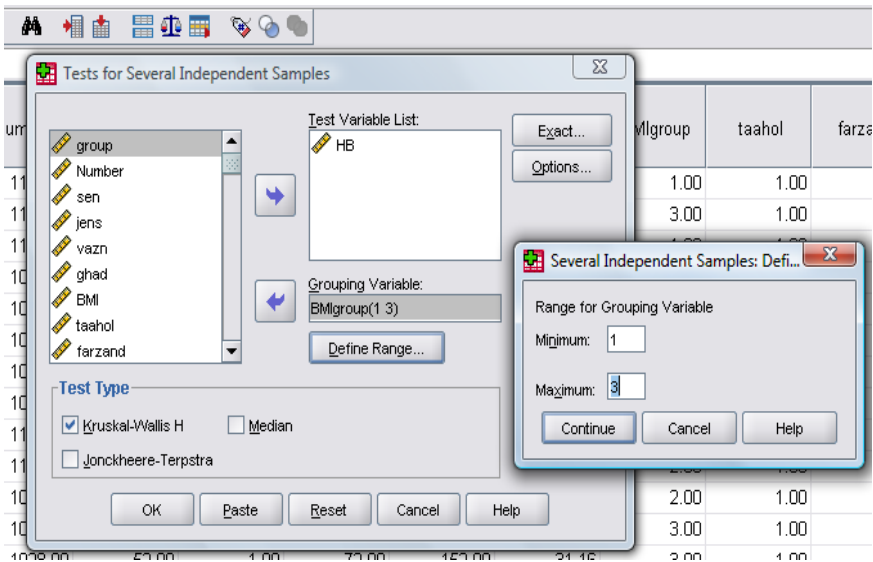 Tests for Several Independent Samples
group
Number
sen
jens
vazn
ghad
BMI
taahol
farzand
Test Variable List:
HB
Exact...
Options...
Grouping Variable:
BMIgroup(1 3)
Define Range...
Test Type
Kruskal-Wallis H
Median
Jonckheere-Terpstra
OK
Paste
Reset
Cancel
Help
taahol
1.00
1.00
3.00
1.00
Several Independent Samples: Defi...
Range for Grouping Variable
Minimum:
1
Maximum:
3
Continue
Cancel
Help
2.00
1.00
3.00
1.00